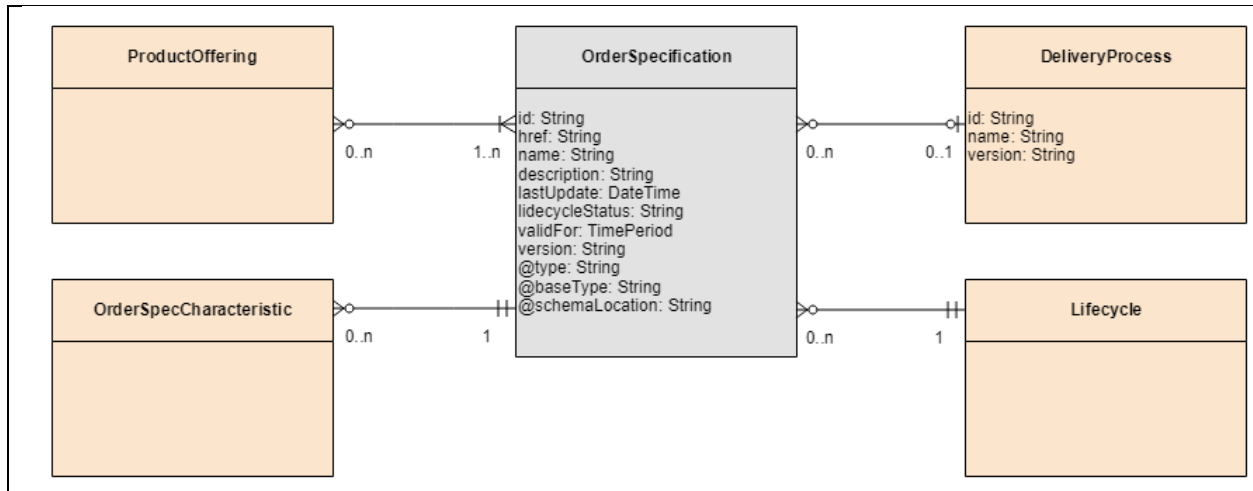 ProductOffering
0..n
1..n
OrderSpecification
id: String
href: String
name: String
description: String
lastUpdate: DateTime
lidecycleStatus: String
validFor: TimePeriod
version: String
@type: String
@baseType: String
@schemaLocation: String
0..n
0..1
DeliveryProcess
id: String
name: String
version: String
OrderSpecCharacteristic
0..n
1
0..n
1
Lifecycle